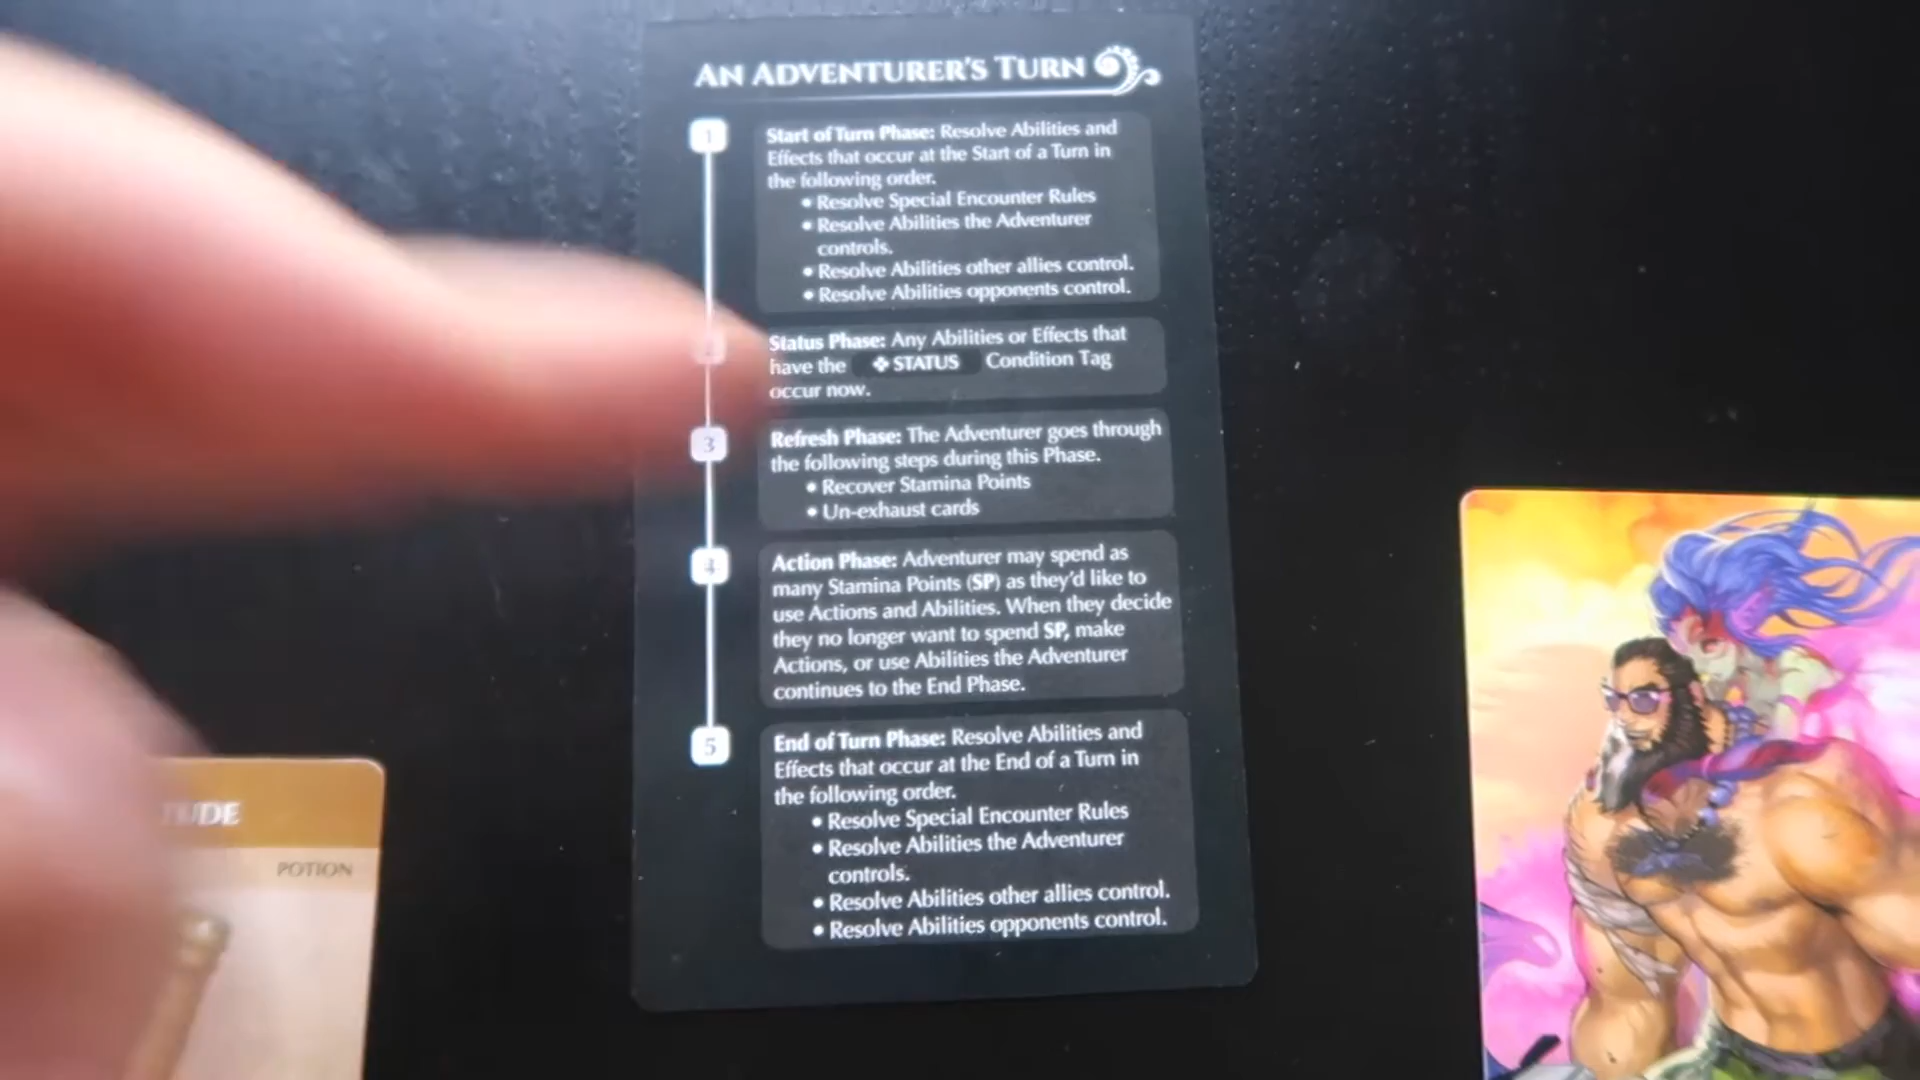 AN ADVENTURER'S TURN
1
Start of Turn Phase: Resolve Abilities and
Effects that occur at the Start of a Turn in
the following order.
• Resolve Special Encounter Rules
• Resolve Abilities the Adventurer
controls.
• Resolve Abilities other allies control.
• Resolve Abilities opponents control.
2
Status Phase: Any Abilities or Effects that
have the ❖ STATUS Condition Tag
occur now.
3
Refresh Phase: The Adventurer goes through
the following steps during this Phase.
• Recover Stamina Points
• Un-exhaust cards
4
Action Phase: Adventurer may spend as
many Stamina Points (SP) as they'd like to
use Actions and Abilities. When they decide
they no longer want to spend SP, make
Actions, or use Abilities the Adventurer
continues to the End Phase.
5
End of Turn Phase: Resolve Abilities and
Effects that occur at the End of a Turn in
the following order.
• Resolve Special Encounter Rules
• Resolve Abilities the Adventurer
controls.
• Resolve Abilities other allies control.
• Resolve Abilities opponents control.
POTION